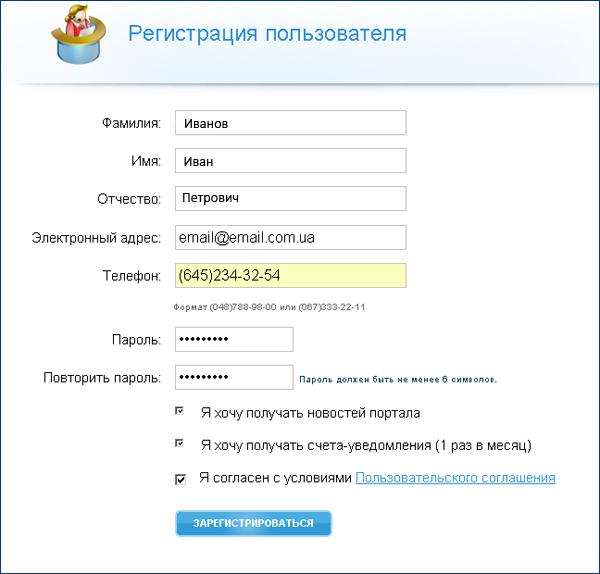 Регистрация пользователя
Фамилия: Иванов
Имя: Иван
Отчество: Петрович
Электронный адрес: email@email.com.ua
Телефон: (645)234-32-54
Формат (048)788-98-00 или (067)333-22-11
Пароль: •••••••••
Повторить пароль: ••••••••• Пароль должен быть не менее 6 символов.
Я хочу получать новостей портала
Я хочу получать счета-уведомления (1 раз в месяц)
Я согласен с условиями Пользовательского соглашения
ЗАРЕГИСТРИРОВАТЬСЯ